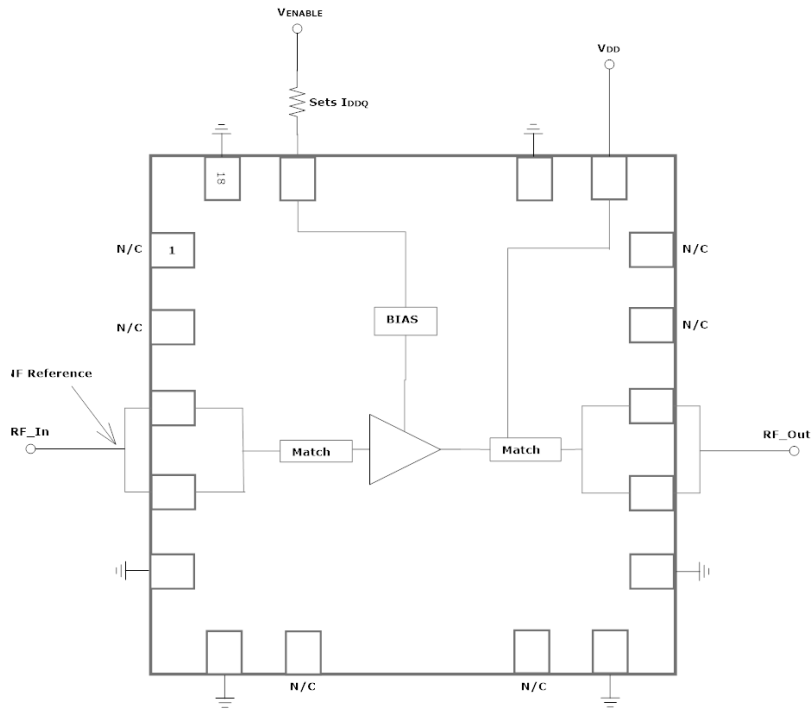 VENABLE
VDD
Sets IDDQ
18
N/C
1
N/C
N/C
BIAS
N/C
NF Reference
RF_In
Match
Match
RF_Out
N/C
N/C